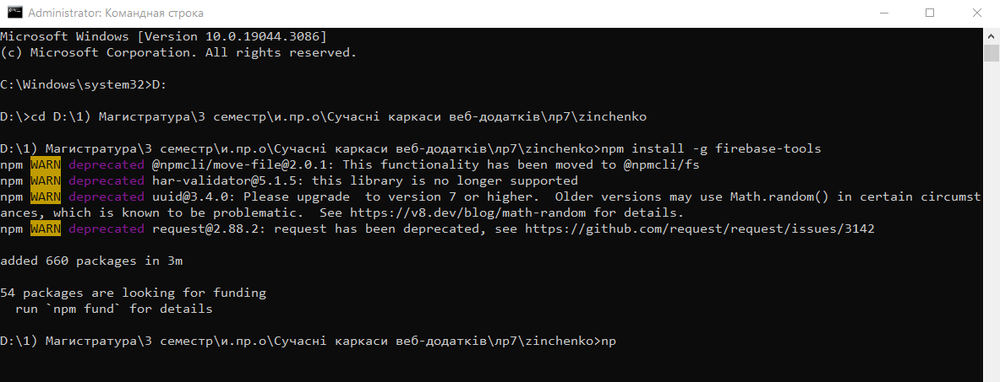 Administrator: Командная строка
Microsoft Windows [Version 10.0.19044.3086]
(c) Microsoft Corporation. All rights reserved.
C:\Windows\system32>D:
D:\>cd D:\1) Магистратура\3 семестр\и.пр.о\Сучасні каркаси веб-додатків\лр7\zinchenko
D:\1) Магистратура\3 семестр\и.пр.о\Сучасні каркаси веб-додатків\лр7\zinchenko>npm install -g firebase-tools
npm WARN deprecated @npmcli/move-file@2.0.1: This functionality has been moved to @npmcli/fs
npm WARN deprecated har-validator@5.1.5: this library is no longer supported
npm WARN deprecated uuid@3.4.0: Please upgrade  to version 7 or higher.  Older versions may use Math.random() in certain circumst
ances, which is known to be problematic.  See https://v8.dev/blog/math-random for details.
npm WARN deprecated request@2.88.2: request has been deprecated, see https://github.com/request/request/issues/3142
added 660 packages in 3m
54 packages are looking for funding
  run `npm fund` for details
D:\1) Магистратура\3 семестр\и.пр.о\Сучасні каркаси веб-додатків\лр7\zinchenko>np